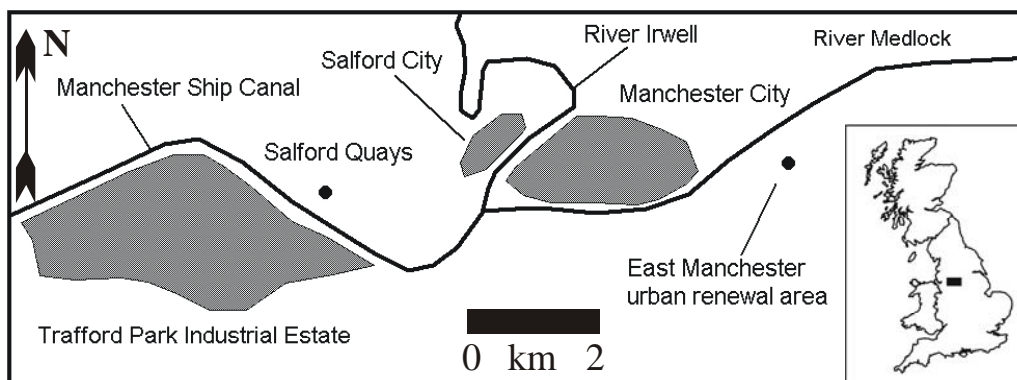 N
River Irwell
River Medlock
Salford City
Manchester Ship Canal
Manchester City
Salford Quays
East Manchester
urban renewal area
Trafford Park Industrial Estate
0 km 2